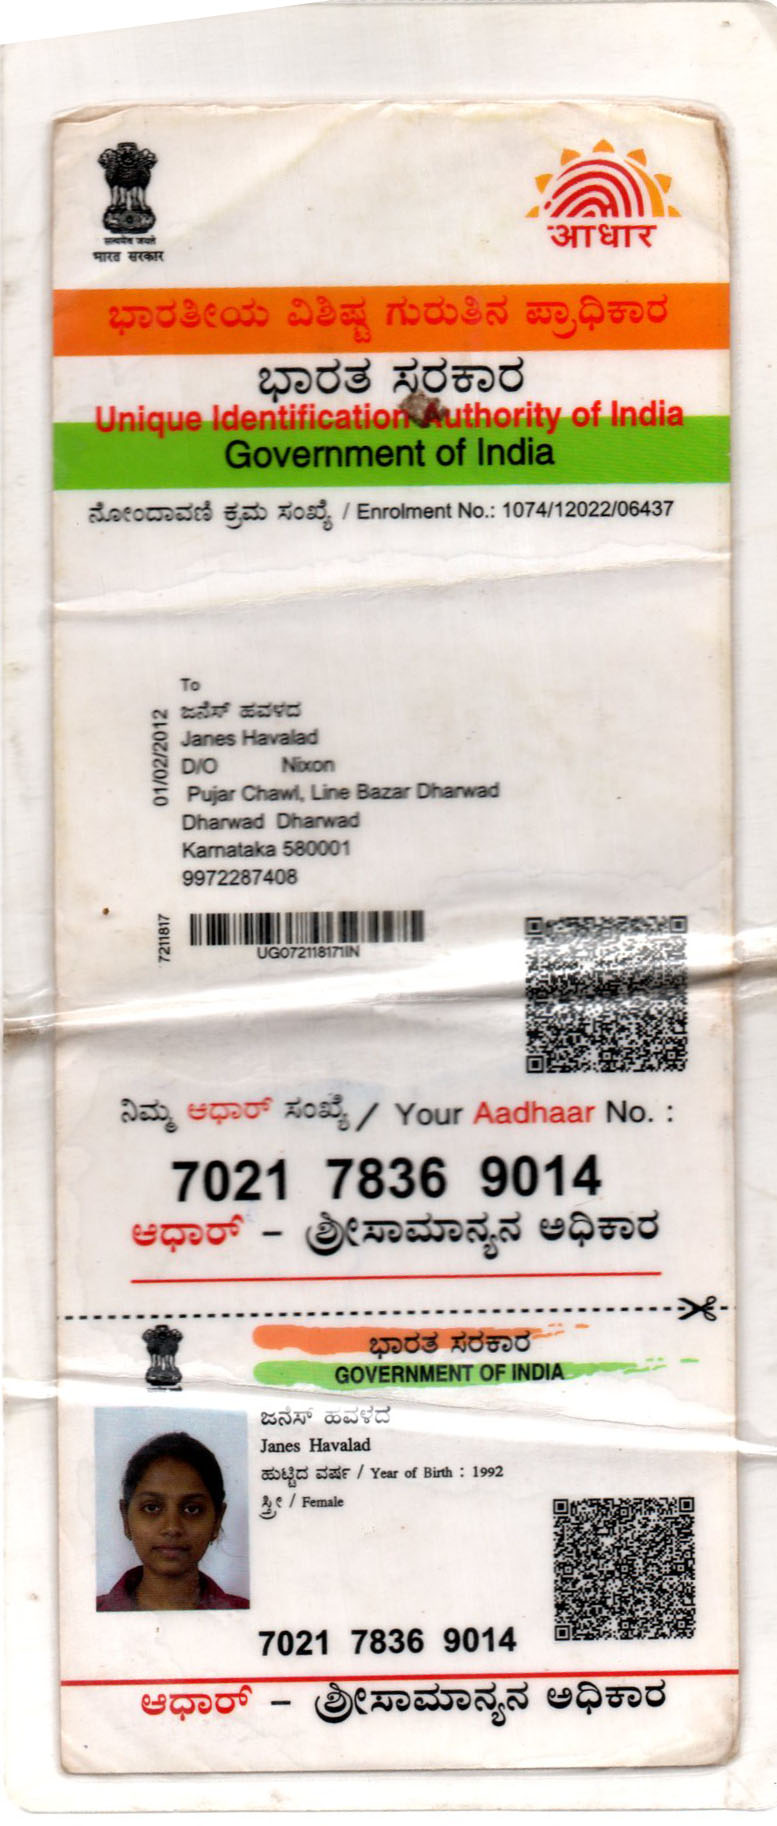 सत्यमेव जयते
भारत सरकार
आधार
ಭಾರತೀಯ ವಿಶಿಷ್ಟ ಗುರುತಿನ ಪ್ರಾಧಿಕಾರ
ಭಾರತ ಸರಕಾರ
Unique Identification Authority of India
Government of India
ನೋಂದಾವಣಿ ಕ್ರಮ ಸಂಖ್ಯೆ / Enrolment No.: 1074/12022/06437
01/02/2012
To
ಜನೆಸ್ ಹವಳದ
Janes Havalad
D/O Nixon
Pujar Chawl, Line Bazar Dharwad
Dharwad Dharwad
Karnataka 580001
9972287408
7211817
UG072118171IN
ನಿಮ್ಮ ಆಧಾರ್ ಸಂಖ್ಯೆ / Your Aadhaar No. :
7021 7836 9014
ಆಧಾರ್ – ಶ್ರೀಸಾಮಾನ್ಯನ ಅಧಿಕಾರ
ಭಾರತ ಸರಕಾರ
GOVERNMENT OF INDIA
ಜನೆಸ್ ಹವಳದ
Janes Havalad
ಹುಟ್ಟಿದ ವರ್ಷ / Year of Birth : 1992
ಸ್ತ್ರೀ / Female
7021 7836 9014
ಆಧಾರ್ – ಶ್ರೀಸಾಮಾನ್ಯನ ಅಧಿಕಾರ